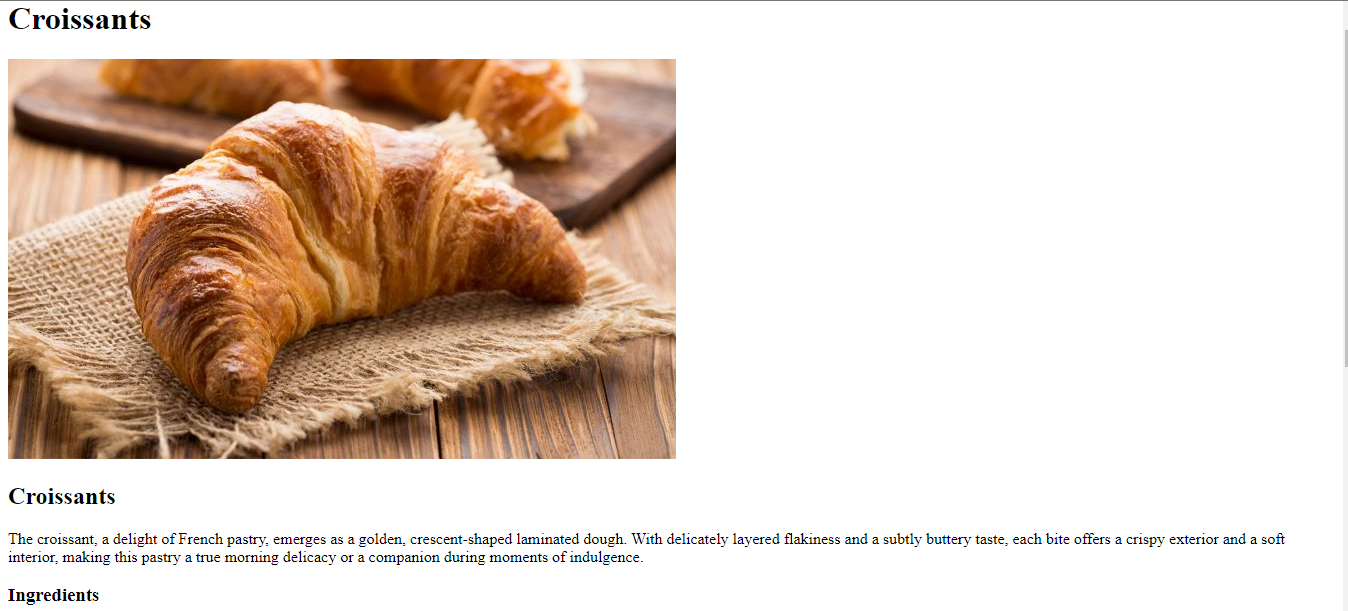 Croissants
Croissants
The croissant, a delight of French pastry, emerges as a golden, crescent-shaped laminated dough. With delicately layered flakiness and a subtly buttery taste, each bite offers a crispy exterior and a soft
interior, making this pastry a true morning delicacy or a companion during moments of indulgence.
Ingredients